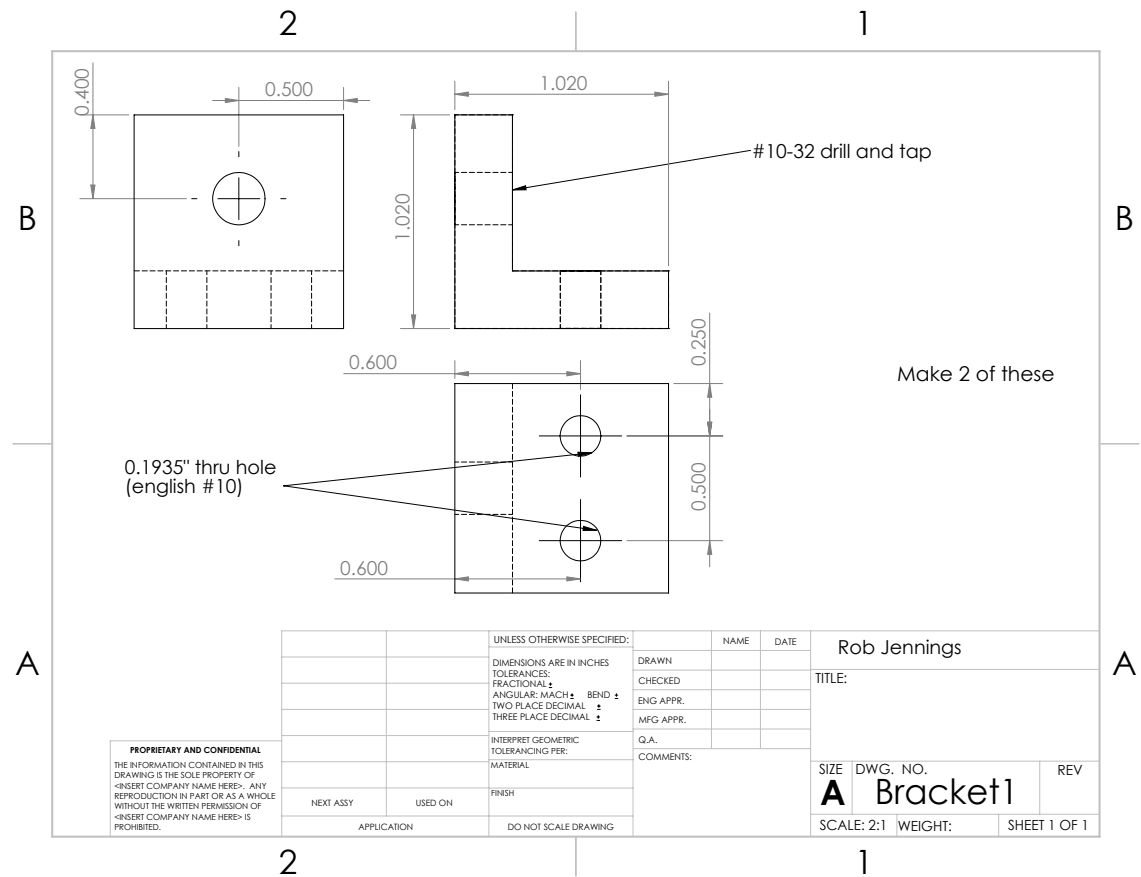 2
1
0.400
0.500
1.020
#10-32 drill and tap
B
1.020
B
0.250
0.600
Make 2 of these
0.1935" thru hole
(english #10)
0.500
0.600
A
A
UNLESS OTHERWISE SPECIFIED:
DIMENSIONS ARE IN INCHES
TOLERANCES:
FRACTIONAL ±
ANGULAR: MACH ± BEND ±
TWO PLACE DECIMAL ±
THREE PLACE DECIMAL ±
INTERPRET GEOMETRIC
TOLERANCING PER:
MATERIAL
FINISH
DO NOT SCALE DRAWING
NAME DATE
DRAWN
CHECKED
ENG APPR.
MFG APPR.
Q.A.
COMMENTS:
Rob Jennings
TITLE:
SIZE DWG. NO. REV
A Bracket1
SCALE: 2:1 WEIGHT: SHEET 1 OF 1
PROPRIETARY AND CONFIDENTIAL
THE INFORMATION CONTAINED IN THIS
DRAWING IS THE SOLE PROPERTY OF
<INSERT COMPANY NAME HERE>. ANY
REPRODUCTION IN PART OR AS A WHOLE
WITHOUT THE WRITTEN PERMISSION OF
<INSERT COMPANY NAME HERE> IS
PROHIBITED.
NEXT ASSY USED ON
APPLICATION
2
1